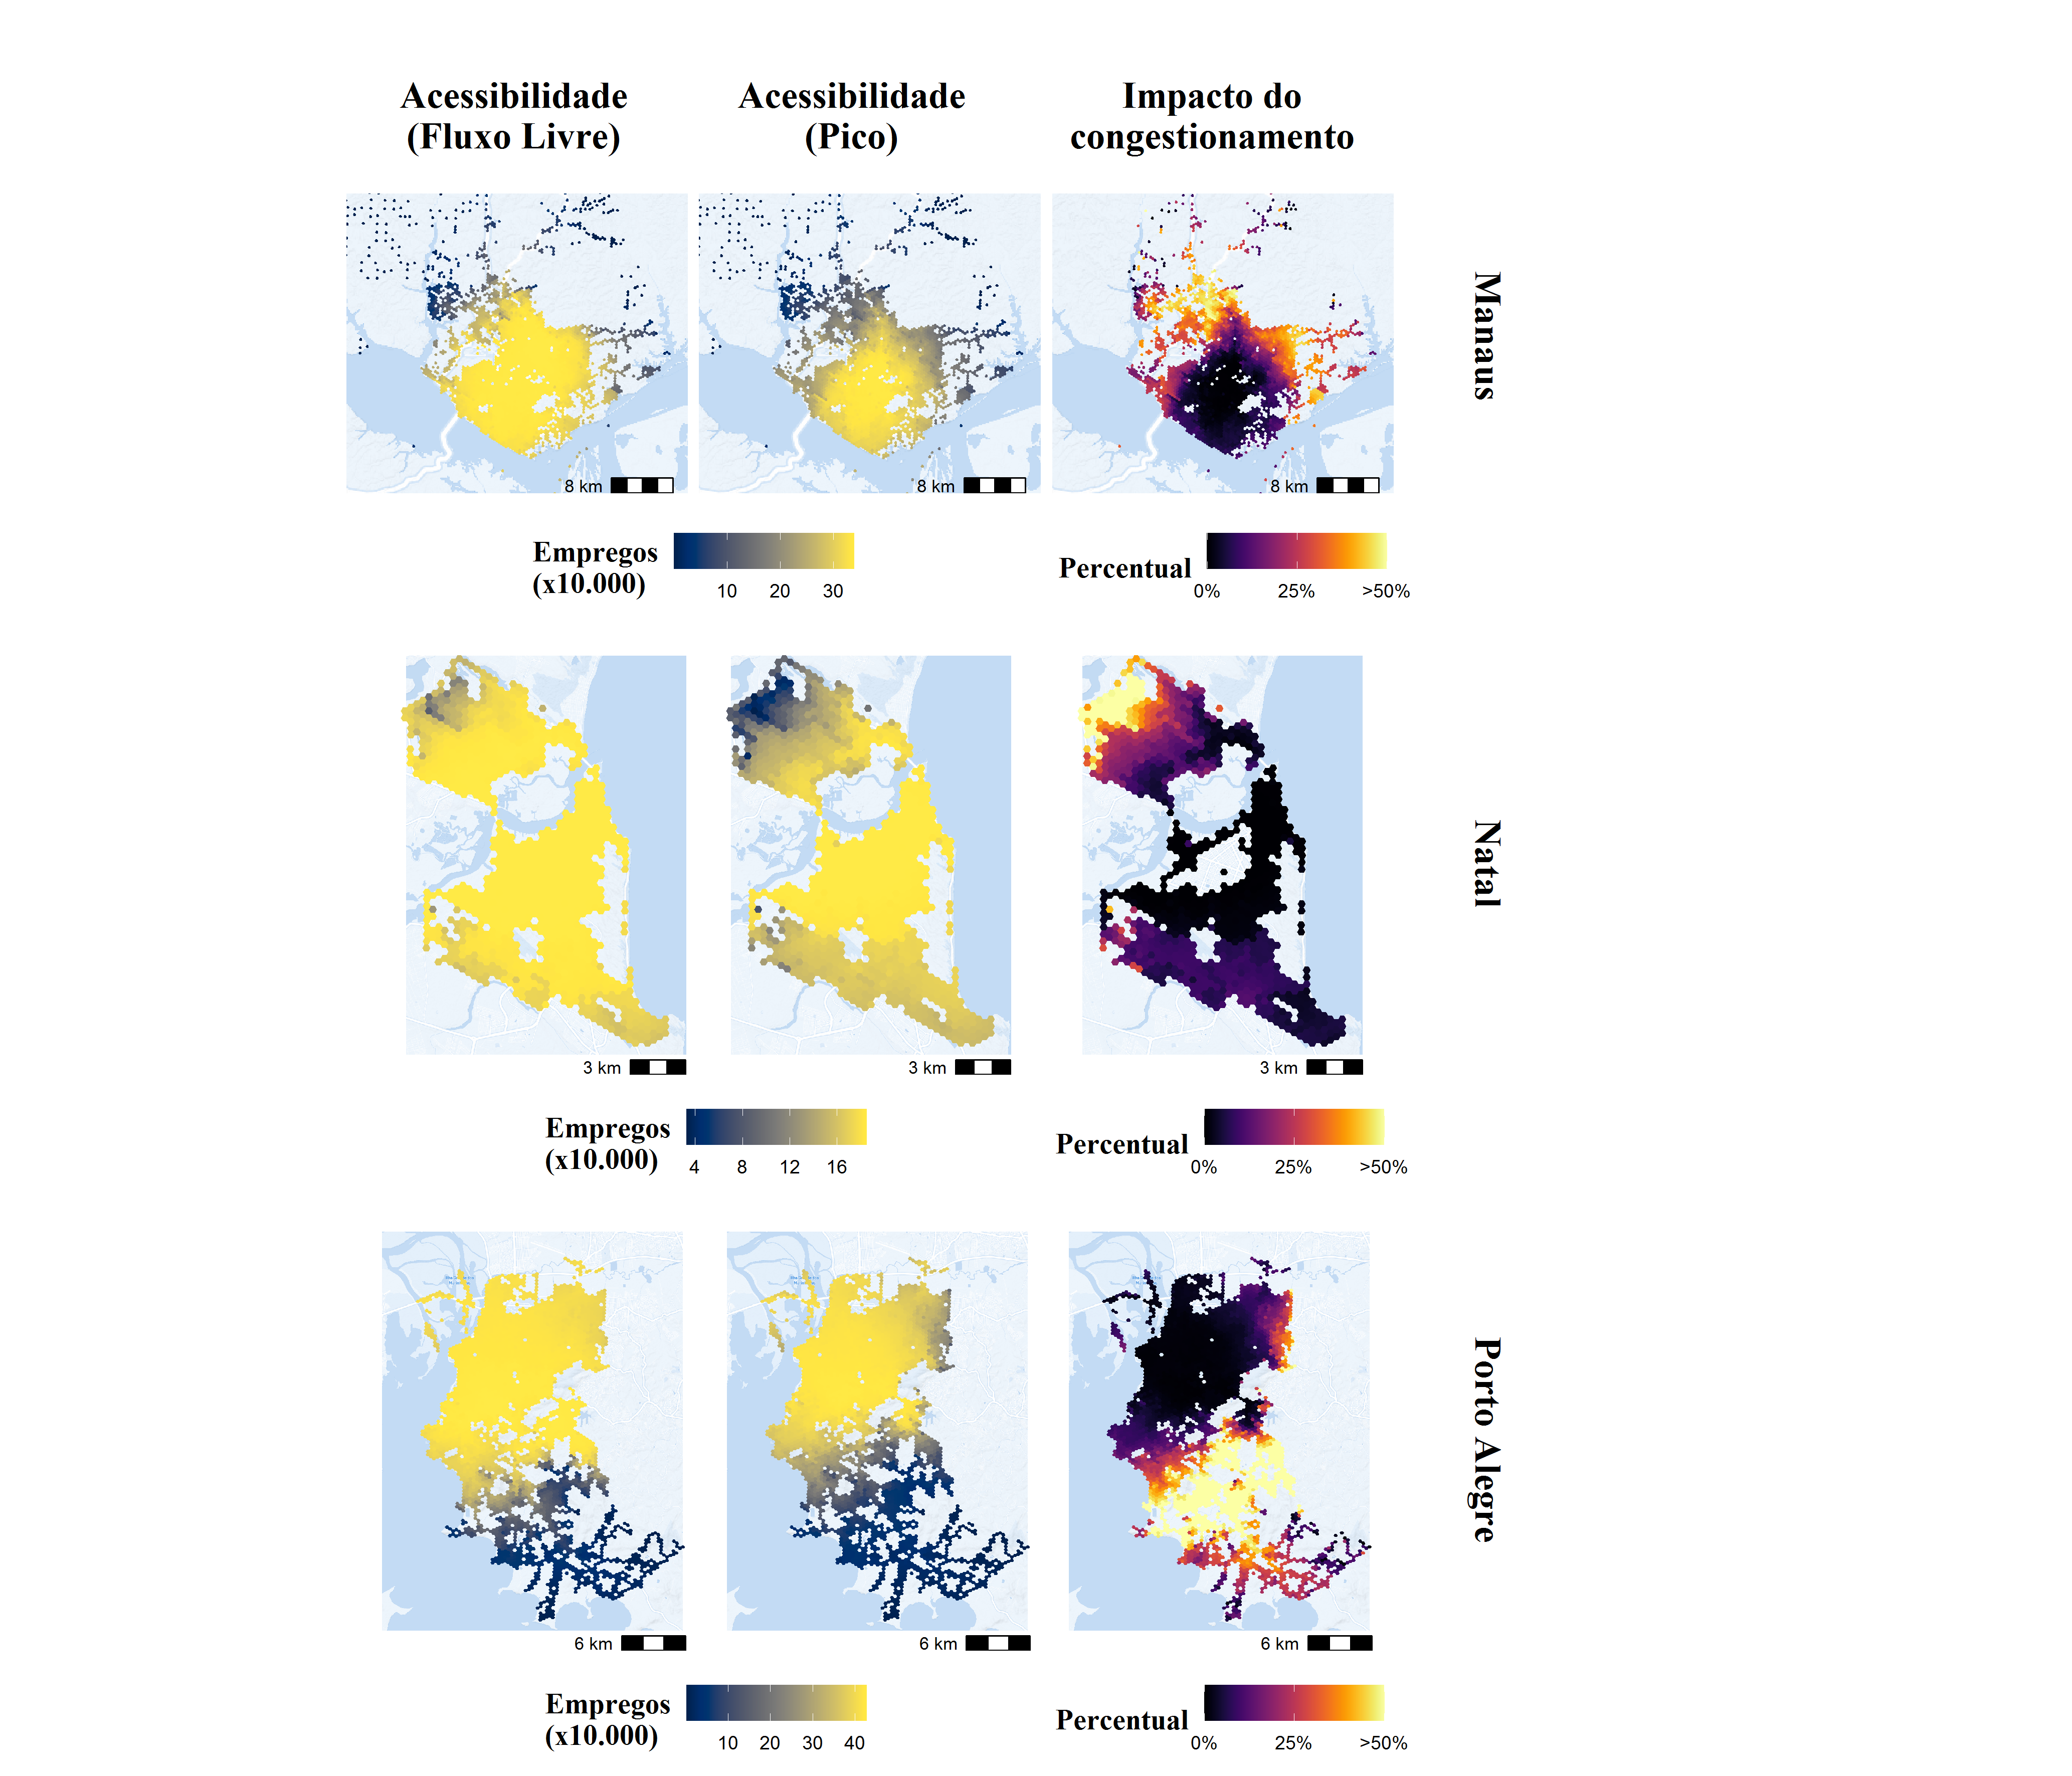 Acessibilidade
(Fluxo Livre)
Acessibilidade
(Pico)
Impacto do
congestionamento
Manaus
8 km
8 km
8 km
Empregos
(x10.000)
10 20 30
Percentual
0% 25% >50%
Natal
3 km
3 km
3 km
Empregos
(x10.000)
4 8 12 16
Percentual
0% 25% >50%
Porto Alegre
6 km
6 km
6 km
Empregos
(x10.000)
10 20 30 40
Percentual
0% 25% >50%